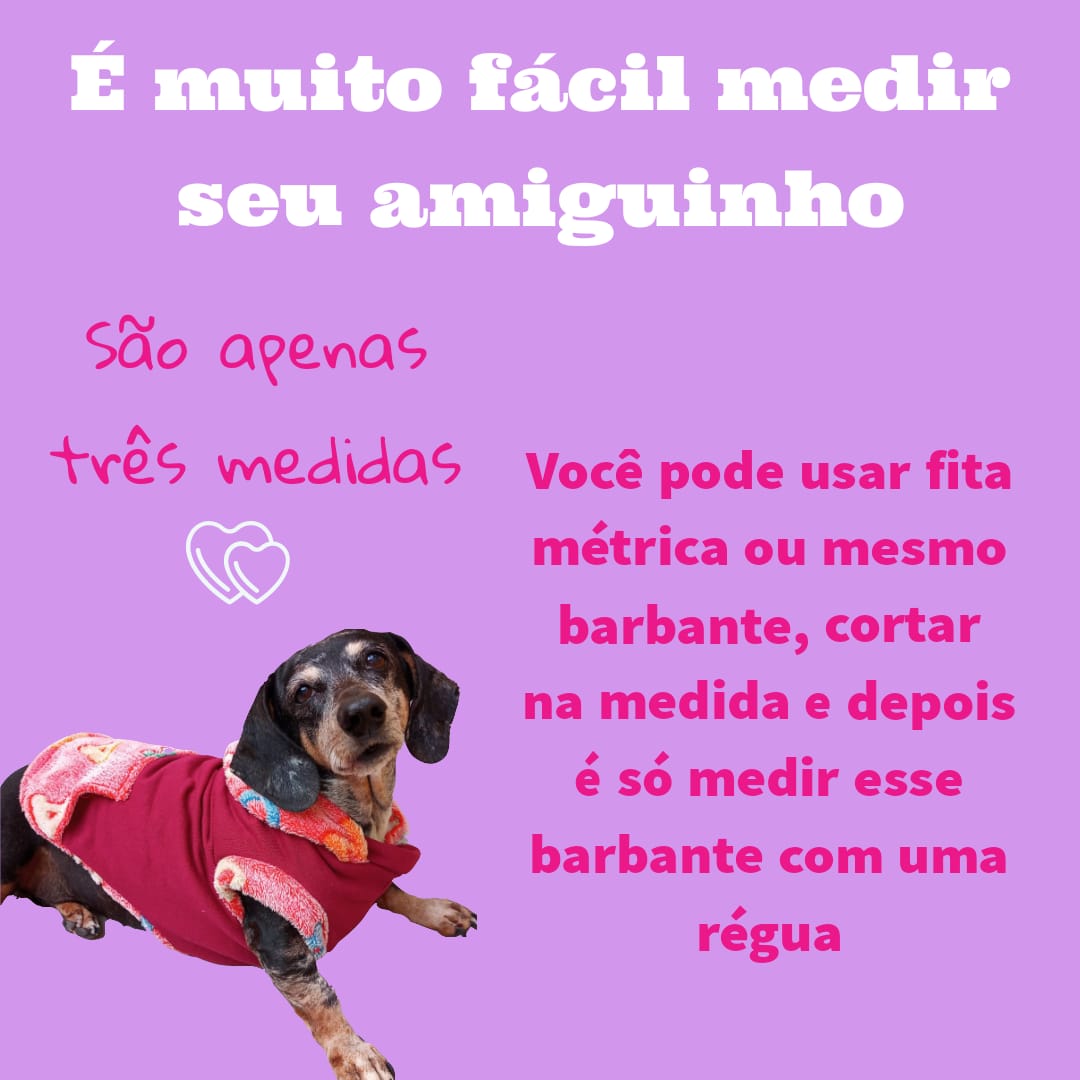 É muito fácil medir
seu amiguinho
São apenas
três medidas
Você pode usar fita
métrica ou mesmo
barbante, cortar
na medida e depois
é só medir esse
barbante com uma
régua